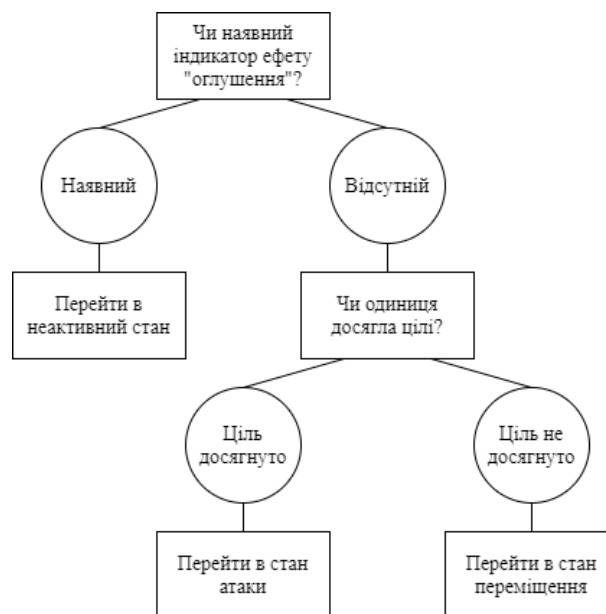 Чи наявний
індикатор ефету
"оглушення"?
Наявний
Відсутній
Перейти в
неактивний стан
Чи одиниця
досягла цілі?
Ціль
досягнуто
Ціль не
досягнуто
Перейти в стан
атаки
Перейти в стан
переміщення